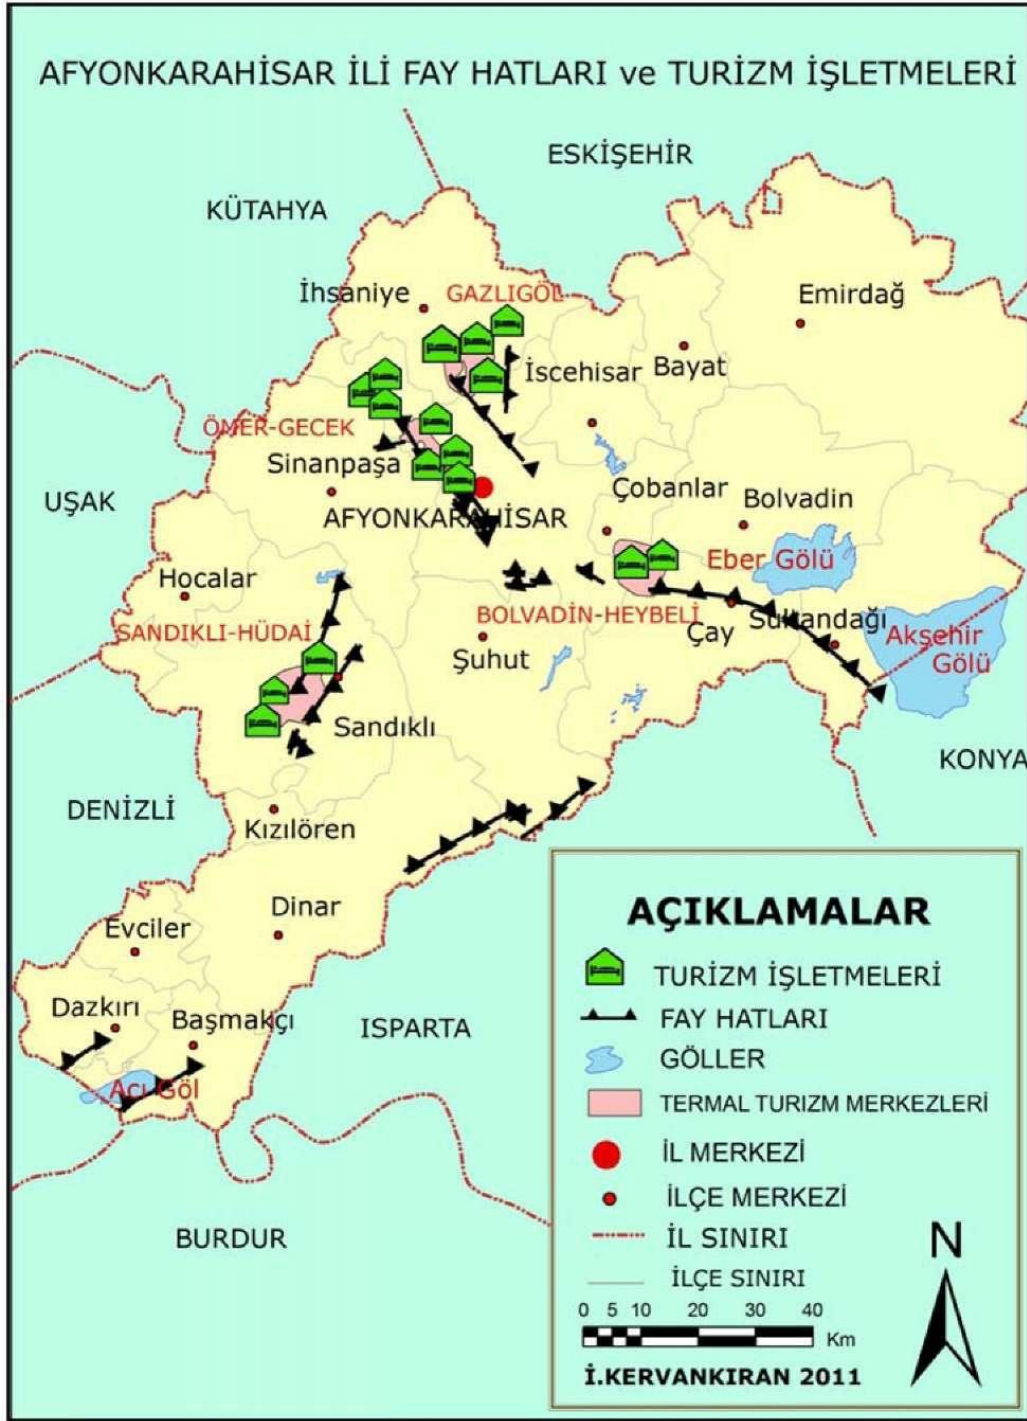 AFYONKARAHİSAR İLİ FAY HATLARI ve TURİZM İŞLETMELERİ
ESKİŞEHİR
KÜTAHYA
İhsaniye
GAZLIGÖL
Emirdağ
İscehisar
Bayat
ÖMER-GECEK
Sinanpaşa
UŞAK
Çobanlar
Bolvadin
AFYONKARAHİSAR
Eber Gölü
Hocalar
SANDIKLI-HÜDAİ
BOLVADİN-HEYBELİ
Çay
Sultandağı
Akşehir
Gölü
Şuhut
Sandıklı
KONYA
DENİZLİ
Kızılören
Dinar
Evciler
Dazkırı
Başmakçı
ISPARTA
Acı Göl
BURDUR
AÇIKLAMALAR
TURİZM İŞLETMELERİ
FAY HATLARI
GÖLLER
TERMAL TURİZM MERKEZLERİ
İL MERKEZİ
İLÇE MERKEZİ
İL SINIRI
İLÇE SINIRI
N
0 5 10 20 30 40
Km
İ.KERVANKIRAN 2011